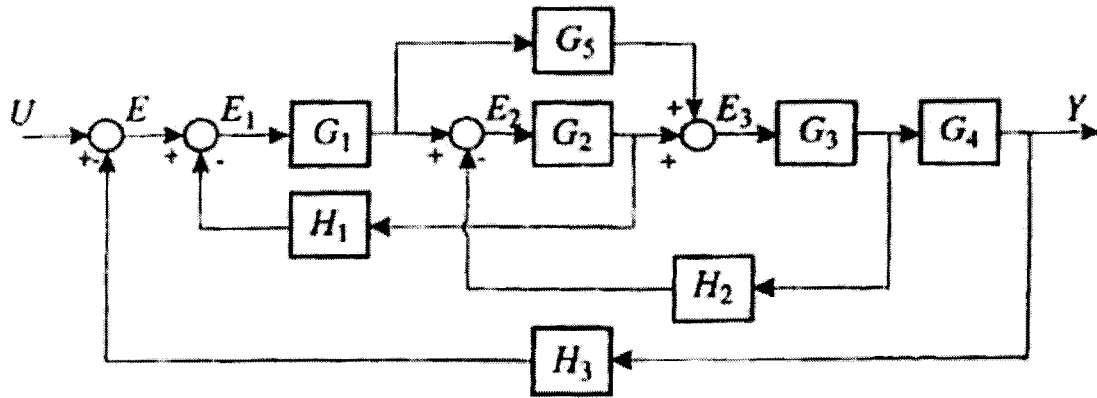 G5
U E E1 G1 E2 G2 E3 G3 G4 Y
+ - + - + - + +
H1
H2
H3